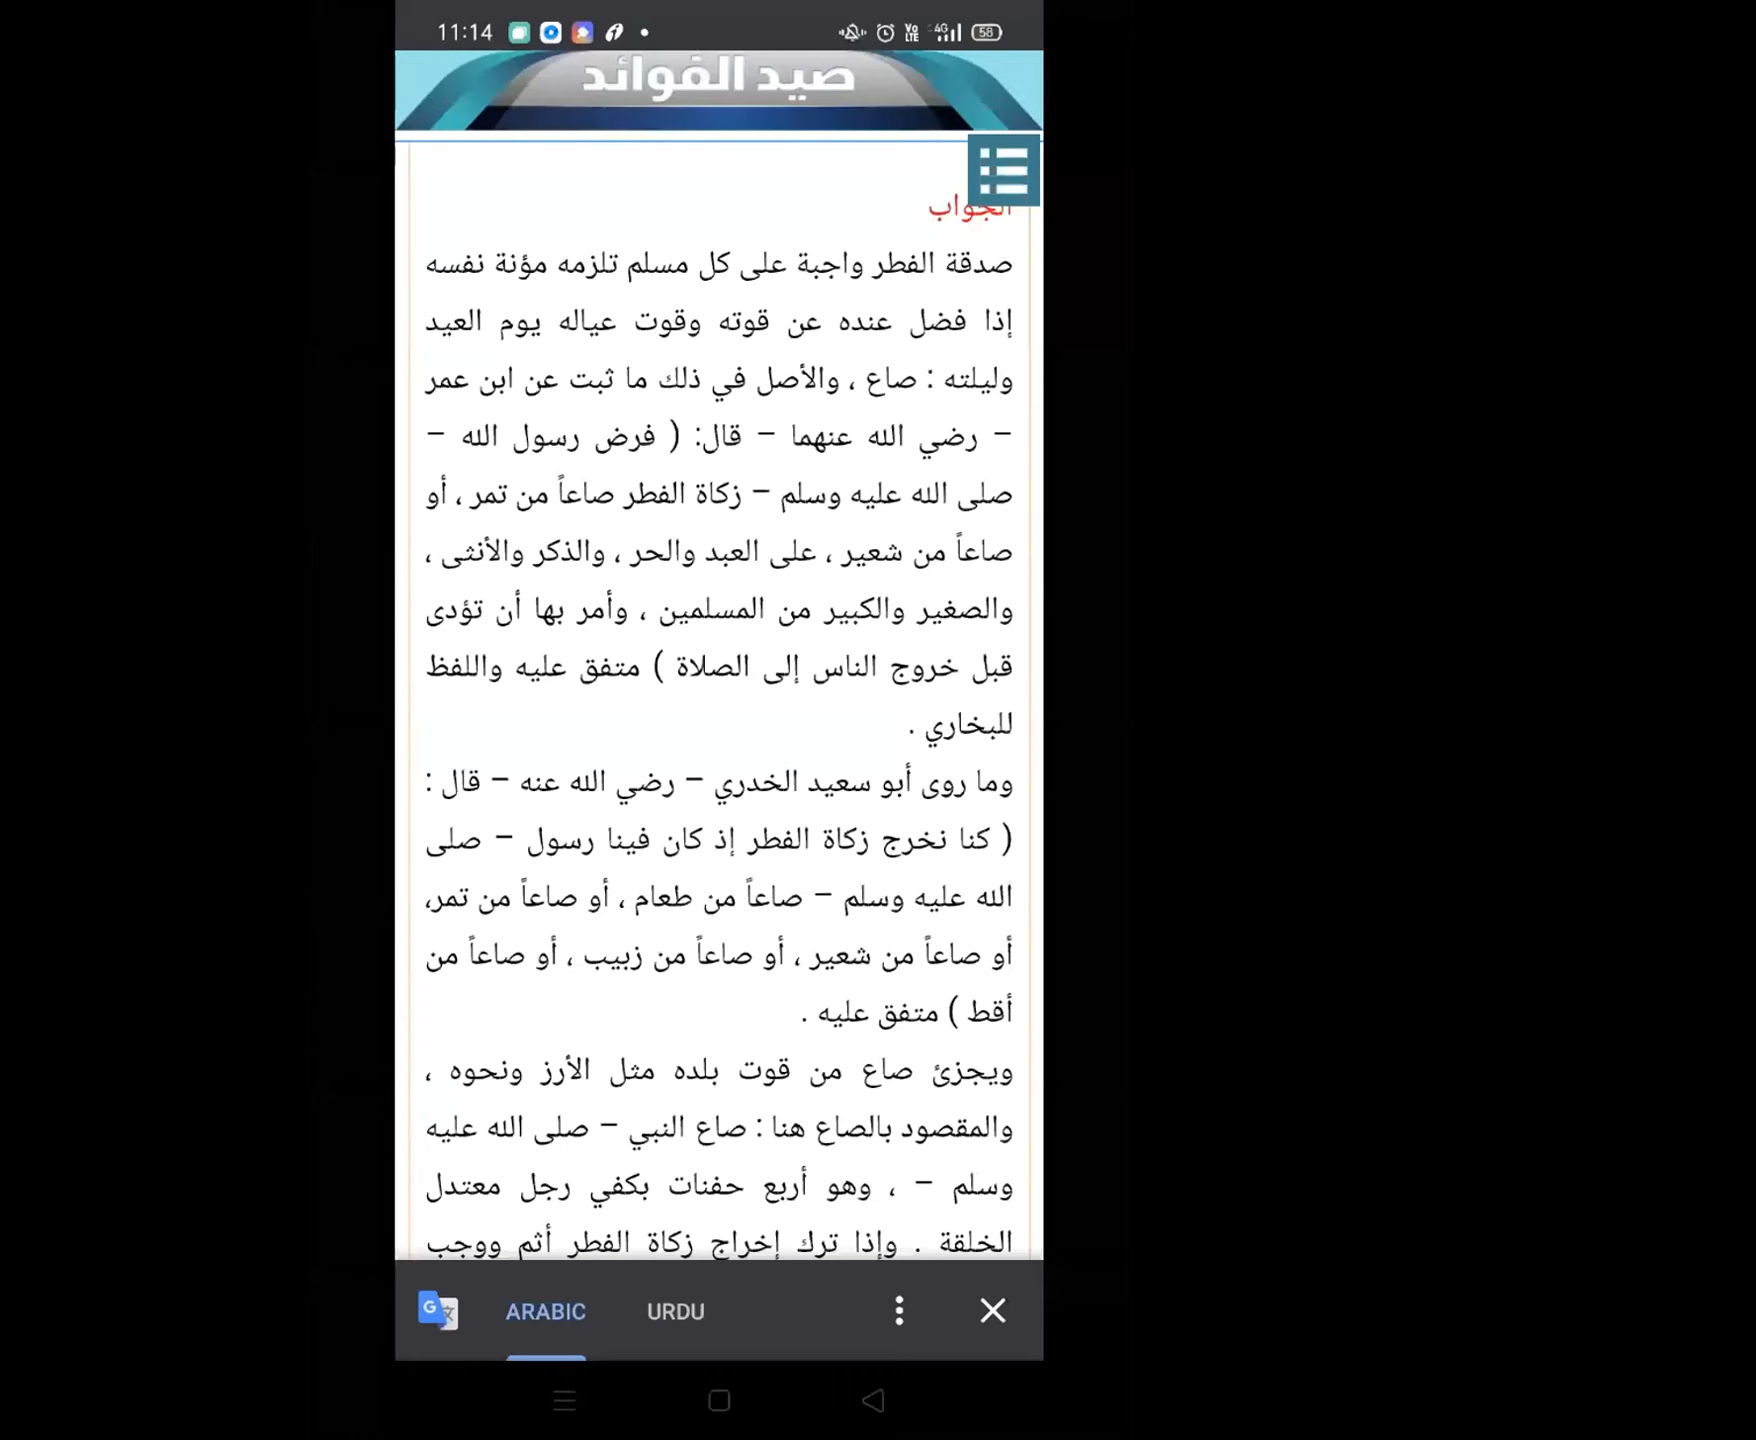 11:14
Vo LTE 4G 58
صيد الفوائد
الجواب
صدقة الفطر واجبة على كل مسلم تلزمه مؤنة نفسه
إذا فضل عنده عن قوته وقوت عياله يوم العيد
وليلته : صاع ، والأصل في ذلك ما ثبت عن ابن عمر
– رضي الله عنهما – قال: ( فرض رسول الله –
صلى الله عليه وسلم – زكاة الفطر صاعاً من تمر ، أو
صاعاً من شعير ، على العبد والحر ، والذكر والأنثى ،
والصغير والكبير من المسلمين ، وأمر بها أن تؤدى
قبل خروج الناس إلى الصلاة ) متفق عليه واللفظ
للبخاري .
وما روى أبو سعيد الخدري – رضي الله عنه – قال :
( كنا نخرج زكاة الفطر إذ كان فينا رسول – صلى
الله عليه وسلم – صاعاً من طعام ، أو صاعاً من تمر،
أو صاعاً من شعير ، أو صاعاً من زبيب ، أو صاعاً من
أقط ) متفق عليه .
ويجزئ صاع من قوت بلده مثل الأرز ونحوه ،
والمقصود بالصاع هنا : صاع النبي – صلى الله عليه
وسلم – ، وهو أربع حفنات بكفي رجل معتدل
الخلقة . وإذا ترك إخراج زكاة الفطر أثم ووجب
ARABIC URDU